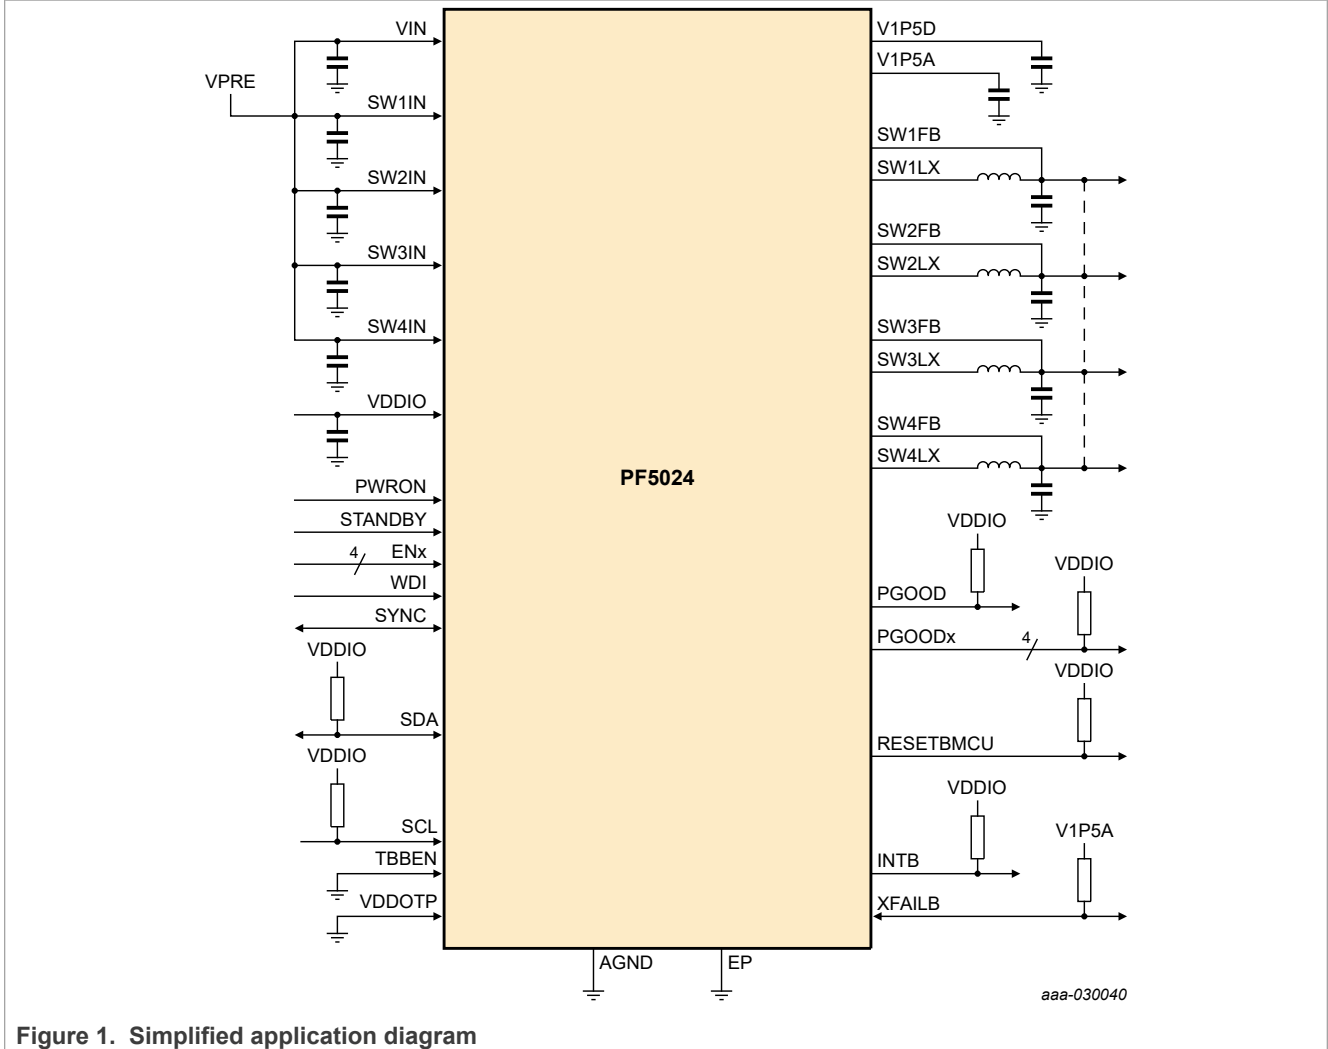 VIN
VPRE
SW1IN
SW2IN
SW3IN
SW4IN
VDDIO
PWRON
STANDBY
4
ENx
WDI
SYNC
VDDIO
SDA
VDDIO
SCL
TBBEN
VDDOTP
PF5024
AGND
EP
V1P5D
V1P5A
SW1FB
SW1LX
SW2FB
SW2LX
SW3FB
SW3LX
SW4FB
SW4LX
VDDIO
PGOOD
VDDIO
PGOODx
4
VDDIO
RESETBMCU
VDDIO
INTB
V1P5A
XFAILB
aaa-030040
Figure 1. Simplified application diagram